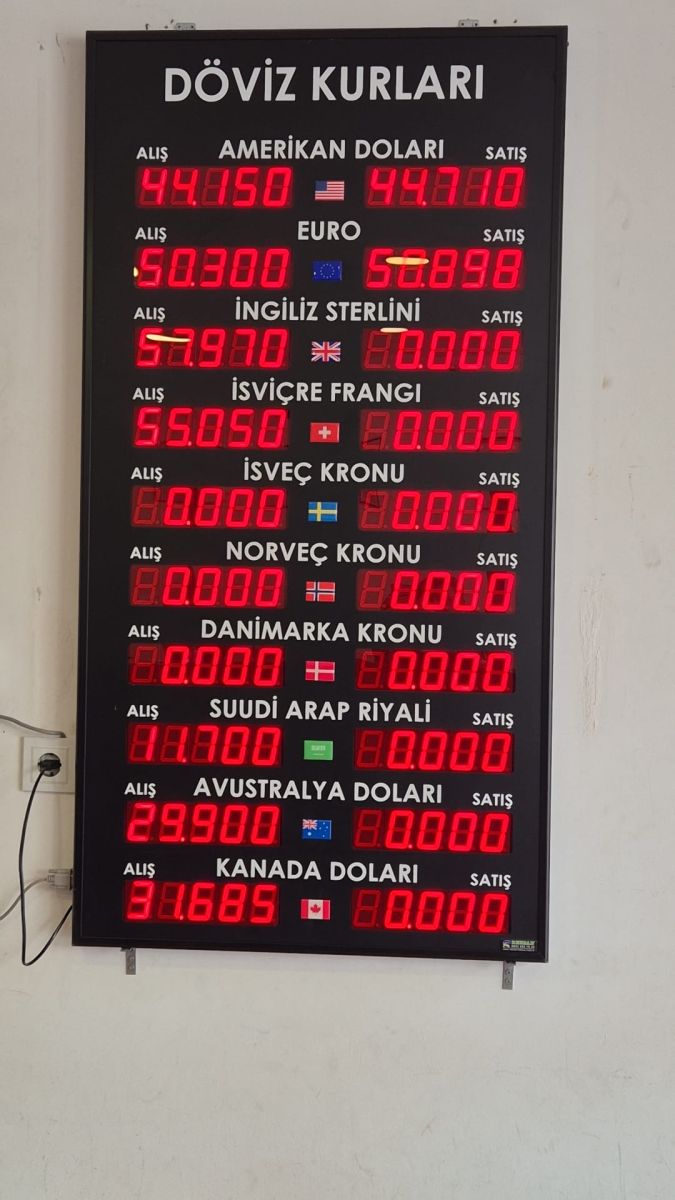 DÖVİZ KURLARI
ALIŞ AMERİKAN DOLARI SATIŞ
44.150 44.710
ALIŞ EURO SATIŞ
50.300 50.898
ALIŞ İNGİLİZ STERLİNİ SATIŞ
57.970 0.000
ALIŞ İSVİÇRE FRANGI SATIŞ
55.050 0.000
ALIŞ İSVEÇ KRONU SATIŞ
0.000 0.000
ALIŞ NORVEÇ KRONU SATIŞ
0.000 0.000
ALIŞ DANİMARKA KRONU SATIŞ
0.000 0.000
ALIŞ SUUDİ ARAP RİYALİ SATIŞ
11.700 0.000
ALIŞ AVUSTRALYA DOLARI SATIŞ
29.900 0.000
ALIŞ KANADA DOLARI SATIŞ
31.685 0.000